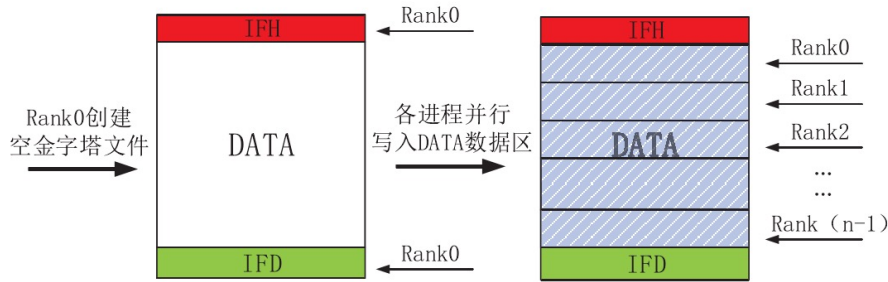 Rank0创建
空金字塔文件
IFH
DATA
IFD
Rank0
Rank0
各进程并行
写入DATA数据区
IFH
DATA
IFD
Rank0
Rank1
Rank2
...
...
Rank（n-1）